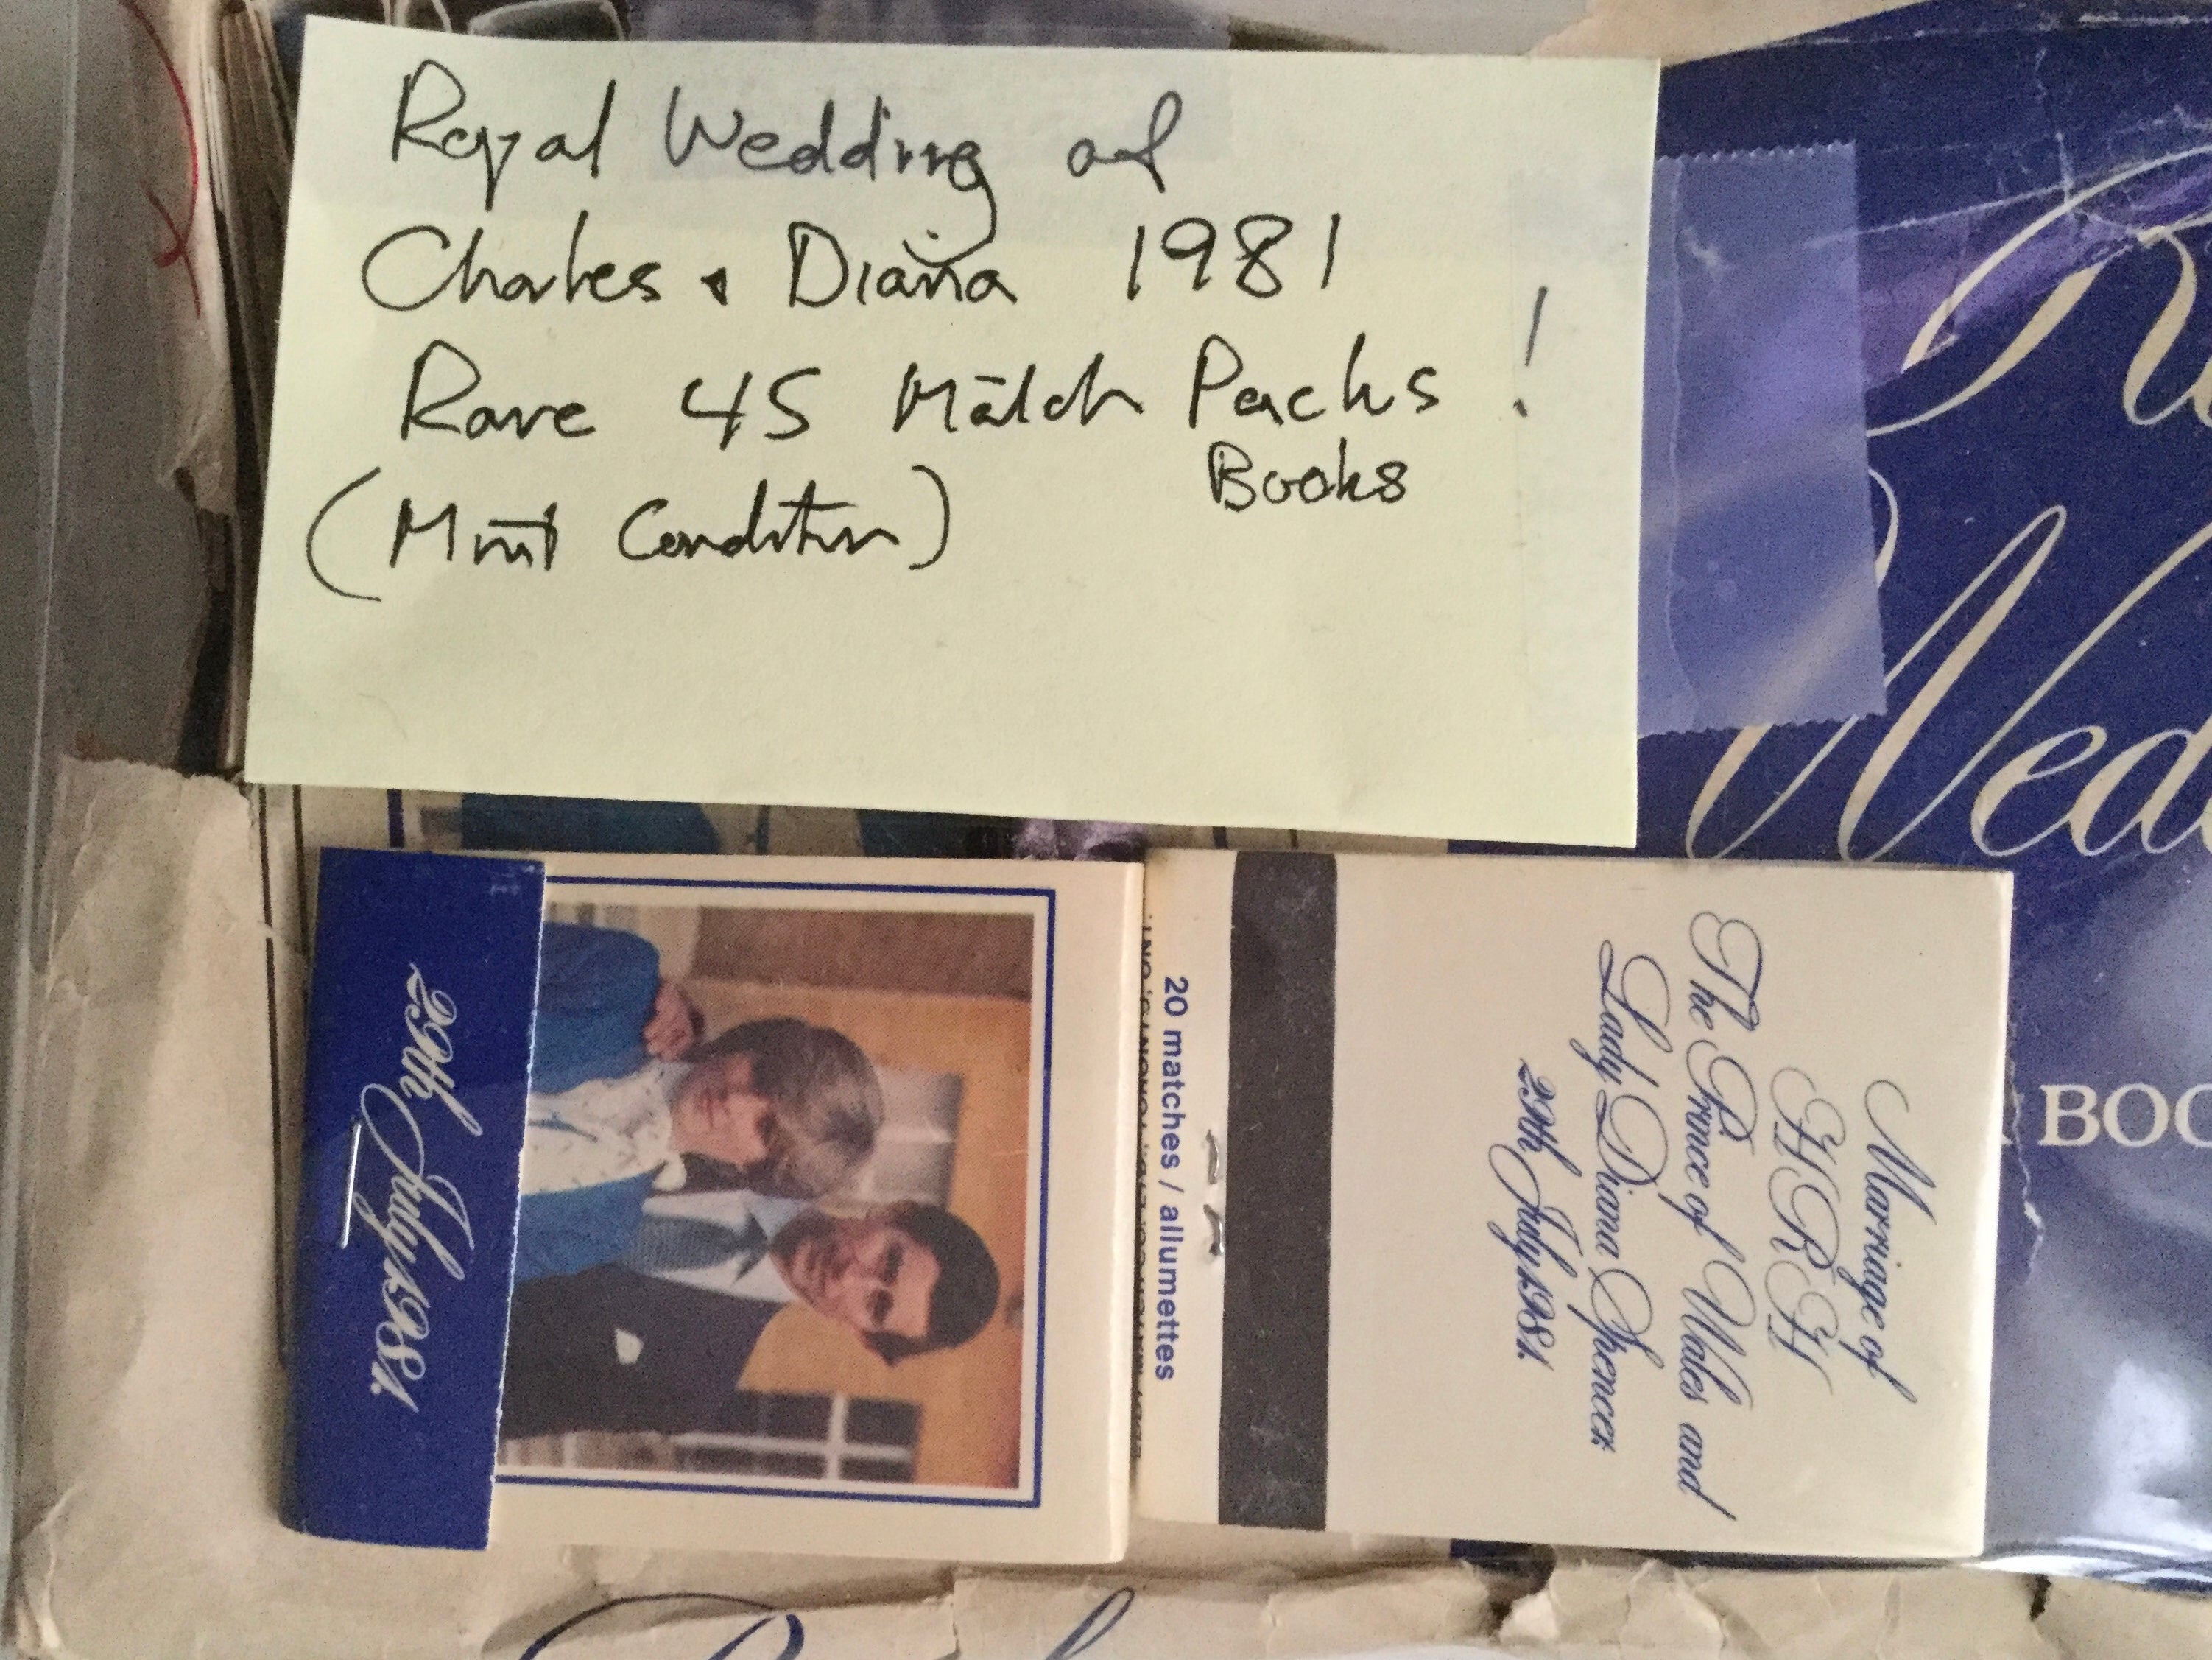 Royal Wedding of
Charles & Diana 1981
Rare 45 Match Packs !
Books
(Mint Condition)
29th July 1981.
20 matches / allumettes
Marriage of
HRH
The Prince of Wales and
Lady Diana Spencer
29th July 1981.
Wed
BOO